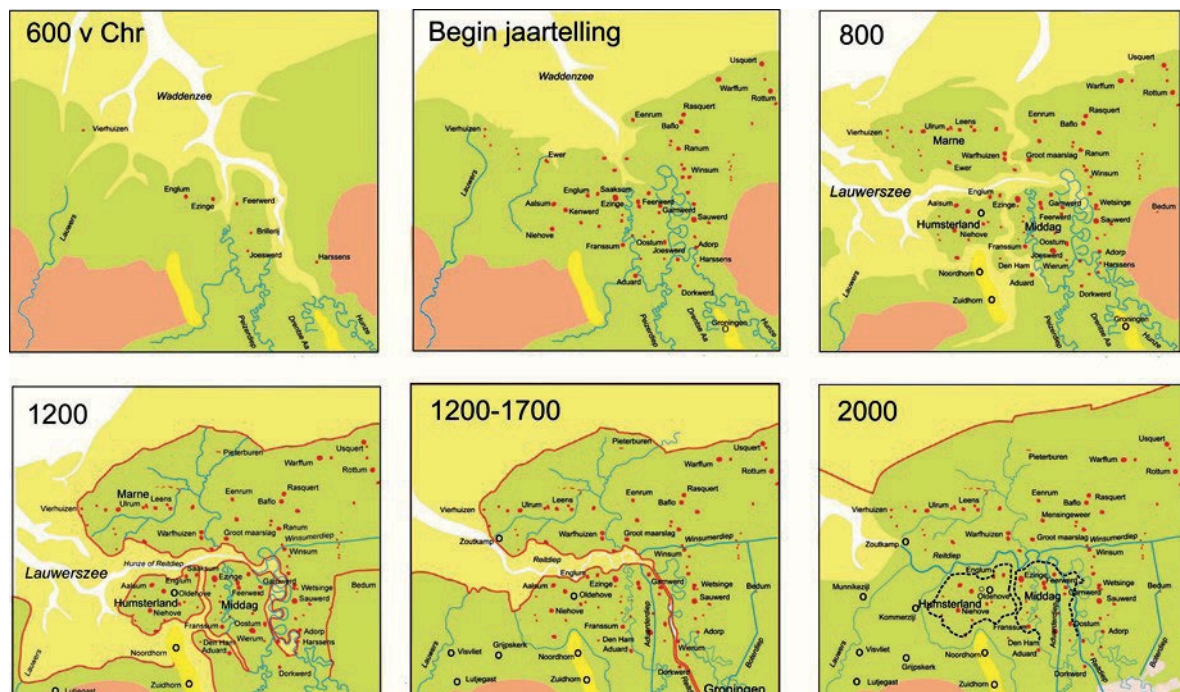 600 v Chr
Waddenzee
Vierhuizen
Englum
Ezinge
Feerwerd
Lauwers
Brillerij
Joeswerd
Harssens
Peizerdiep
Drentse Aa
Hunze
Begin jaartelling
Waddenzee
Usquert
Warffum
Rottum
Rasquert
Eenrum
Baflo
Vierhuizen
Ranum
Ewer
Winsum
Lauwers
Englum
Saaksum
Aalsum
Ezinge
Feerwerd
Kenwerd
Garnwerd
Sauwerd
Niehove
Franssum
Oostum
Adorp
Joeswerd
Harssens
Aduard
Dorkwerd
Groningen
Peizerdiep
Drentse Aa
Hunze
800
Usquert
Warffum
Rottum
Rasquert
Eenrum
Baflo
Ulrum
Leens
Vierhuizen
Marne
Ranum
Warfhuizen
Groot maarslag
Ewer
Winsum
Lauwerszee
Englum
Aalsum
Ezinge
Garnwerd
Wetsinge
Bedum
Feerwerd
Sauwerd
Humsterland
Middag
Niehove
Oostum
Franssum
Adorp
Joeswerd
Harssens
Den Ham
Wierum
Noordhorn
Aduard
Lauwers
Dorkwerd
Zuidhorn
Groningen
Peizerdiep
Drentse Aa
Hunze
1200
Pieterburen
Usquert
Warffum
Rottum
Marne
Leens
Eenrum
Rasquert
Ulrum
Baflo
Vierhuizen
Warfhuizen
Groot maarslag
Ranum
Winsumerdiep
Hunze of Reitdiep
Saaksum
Winsum
Lauwerszee
Englum
Aalsum
Ezinge
Garnwerd
Wetsinge
Bedum
Oldehove
Feerwerd
Sauwerd
Humsterland
Middag
Niehove
Franssum
Oostum
Adorp
Wierum
Harssens
Noordhorn
Den Ham
Aduard
Lauwers
Dorkwerd
Lutjegast
Zuidhorn
1200-1700
Pieterburen
Usquert
Warffum
Rottum
Leens
Eenrum
Rasquert
Ulrum
Baflo
Vierhuizen
Warfhuizen
Groot maarslag
Zoutkamp
Winsumerdiep
Reitdiep
Winsum
Englum
Aalsum
Ezinge
Garnwerd
Wetsinge
Bedum
Oldehove
Sauwerd
Niehove
Franssum
Adorp
Visvliet
Grijpskerk
Noordhorn
Den Ham
Aduard
Wierum
Lauwers
Boterdiep
Dorkwerd
Lutjegast
Zuidhorn
Groningen
2000
Pieterburen
Usquert
Warffum
Rottum
Leens
Eenrum
Rasquert
Ulrum
Baflo
Mensingeweer
Vierhuizen
Warfhuizen
Groot maarslag
Zoutkamp
Winsumerdiep
Reitdiep
Winsum
Munnikezijl
Englum
Ezinge
Feerwerd
Garnwerd
Wetsinge
Bedum
Oldehove
Humsterland
Middag
Sauwerd
Kommerzijl
Niehove
Franssum
Oostum
Adorp
Visvliet
Grijpskerk
Noordhorn
Den Ham
Aduard
Lauwers
Reitdiep
Boterdiep
Dorkwerd
Lutjegast
Zuidhorn